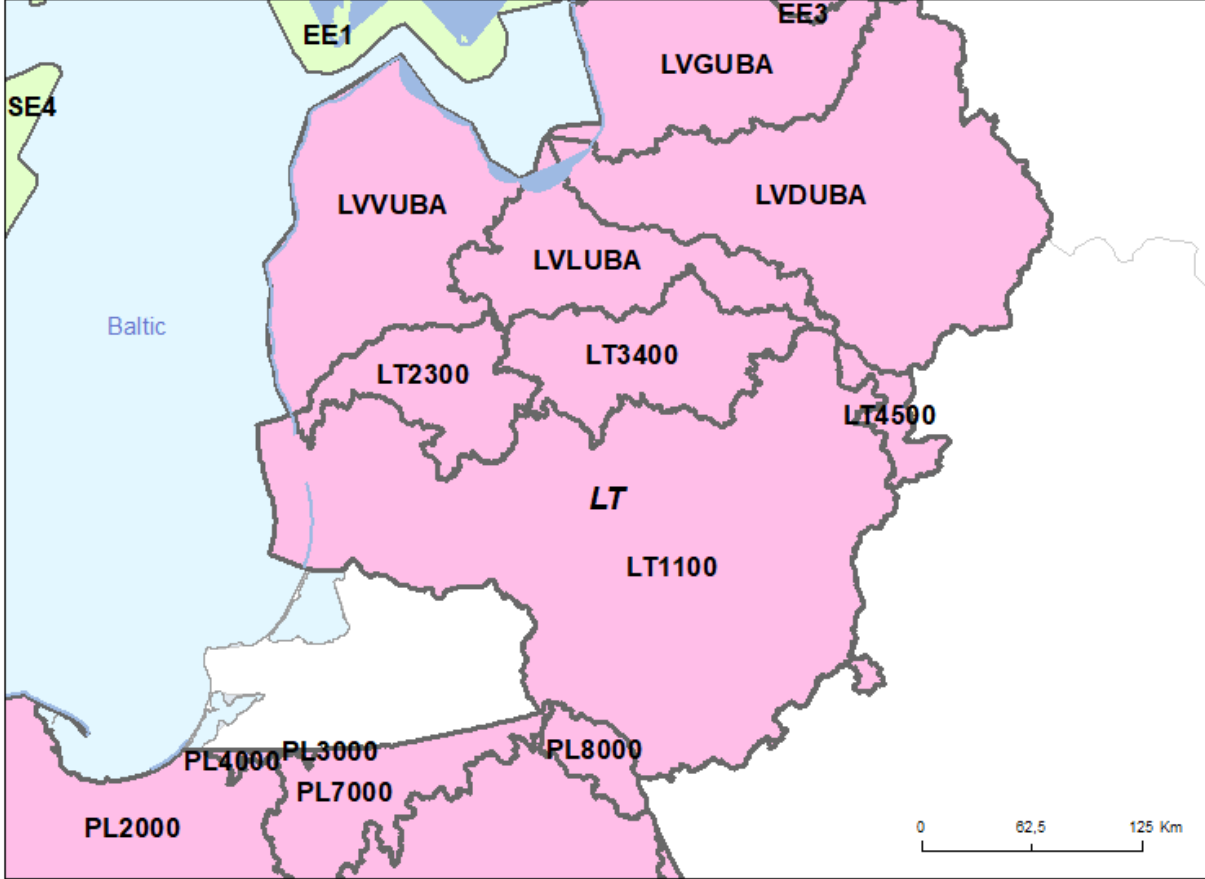 EE3
EE1
LVGUBA
SE4
LVVUBA
LVDUBA
LVLUBA
Baltic
LT3400
LT2300
LT4500
LT
LT1100
PL8000
PL3000
PL4000
PL7000
PL2000
0 62,5 125 Km